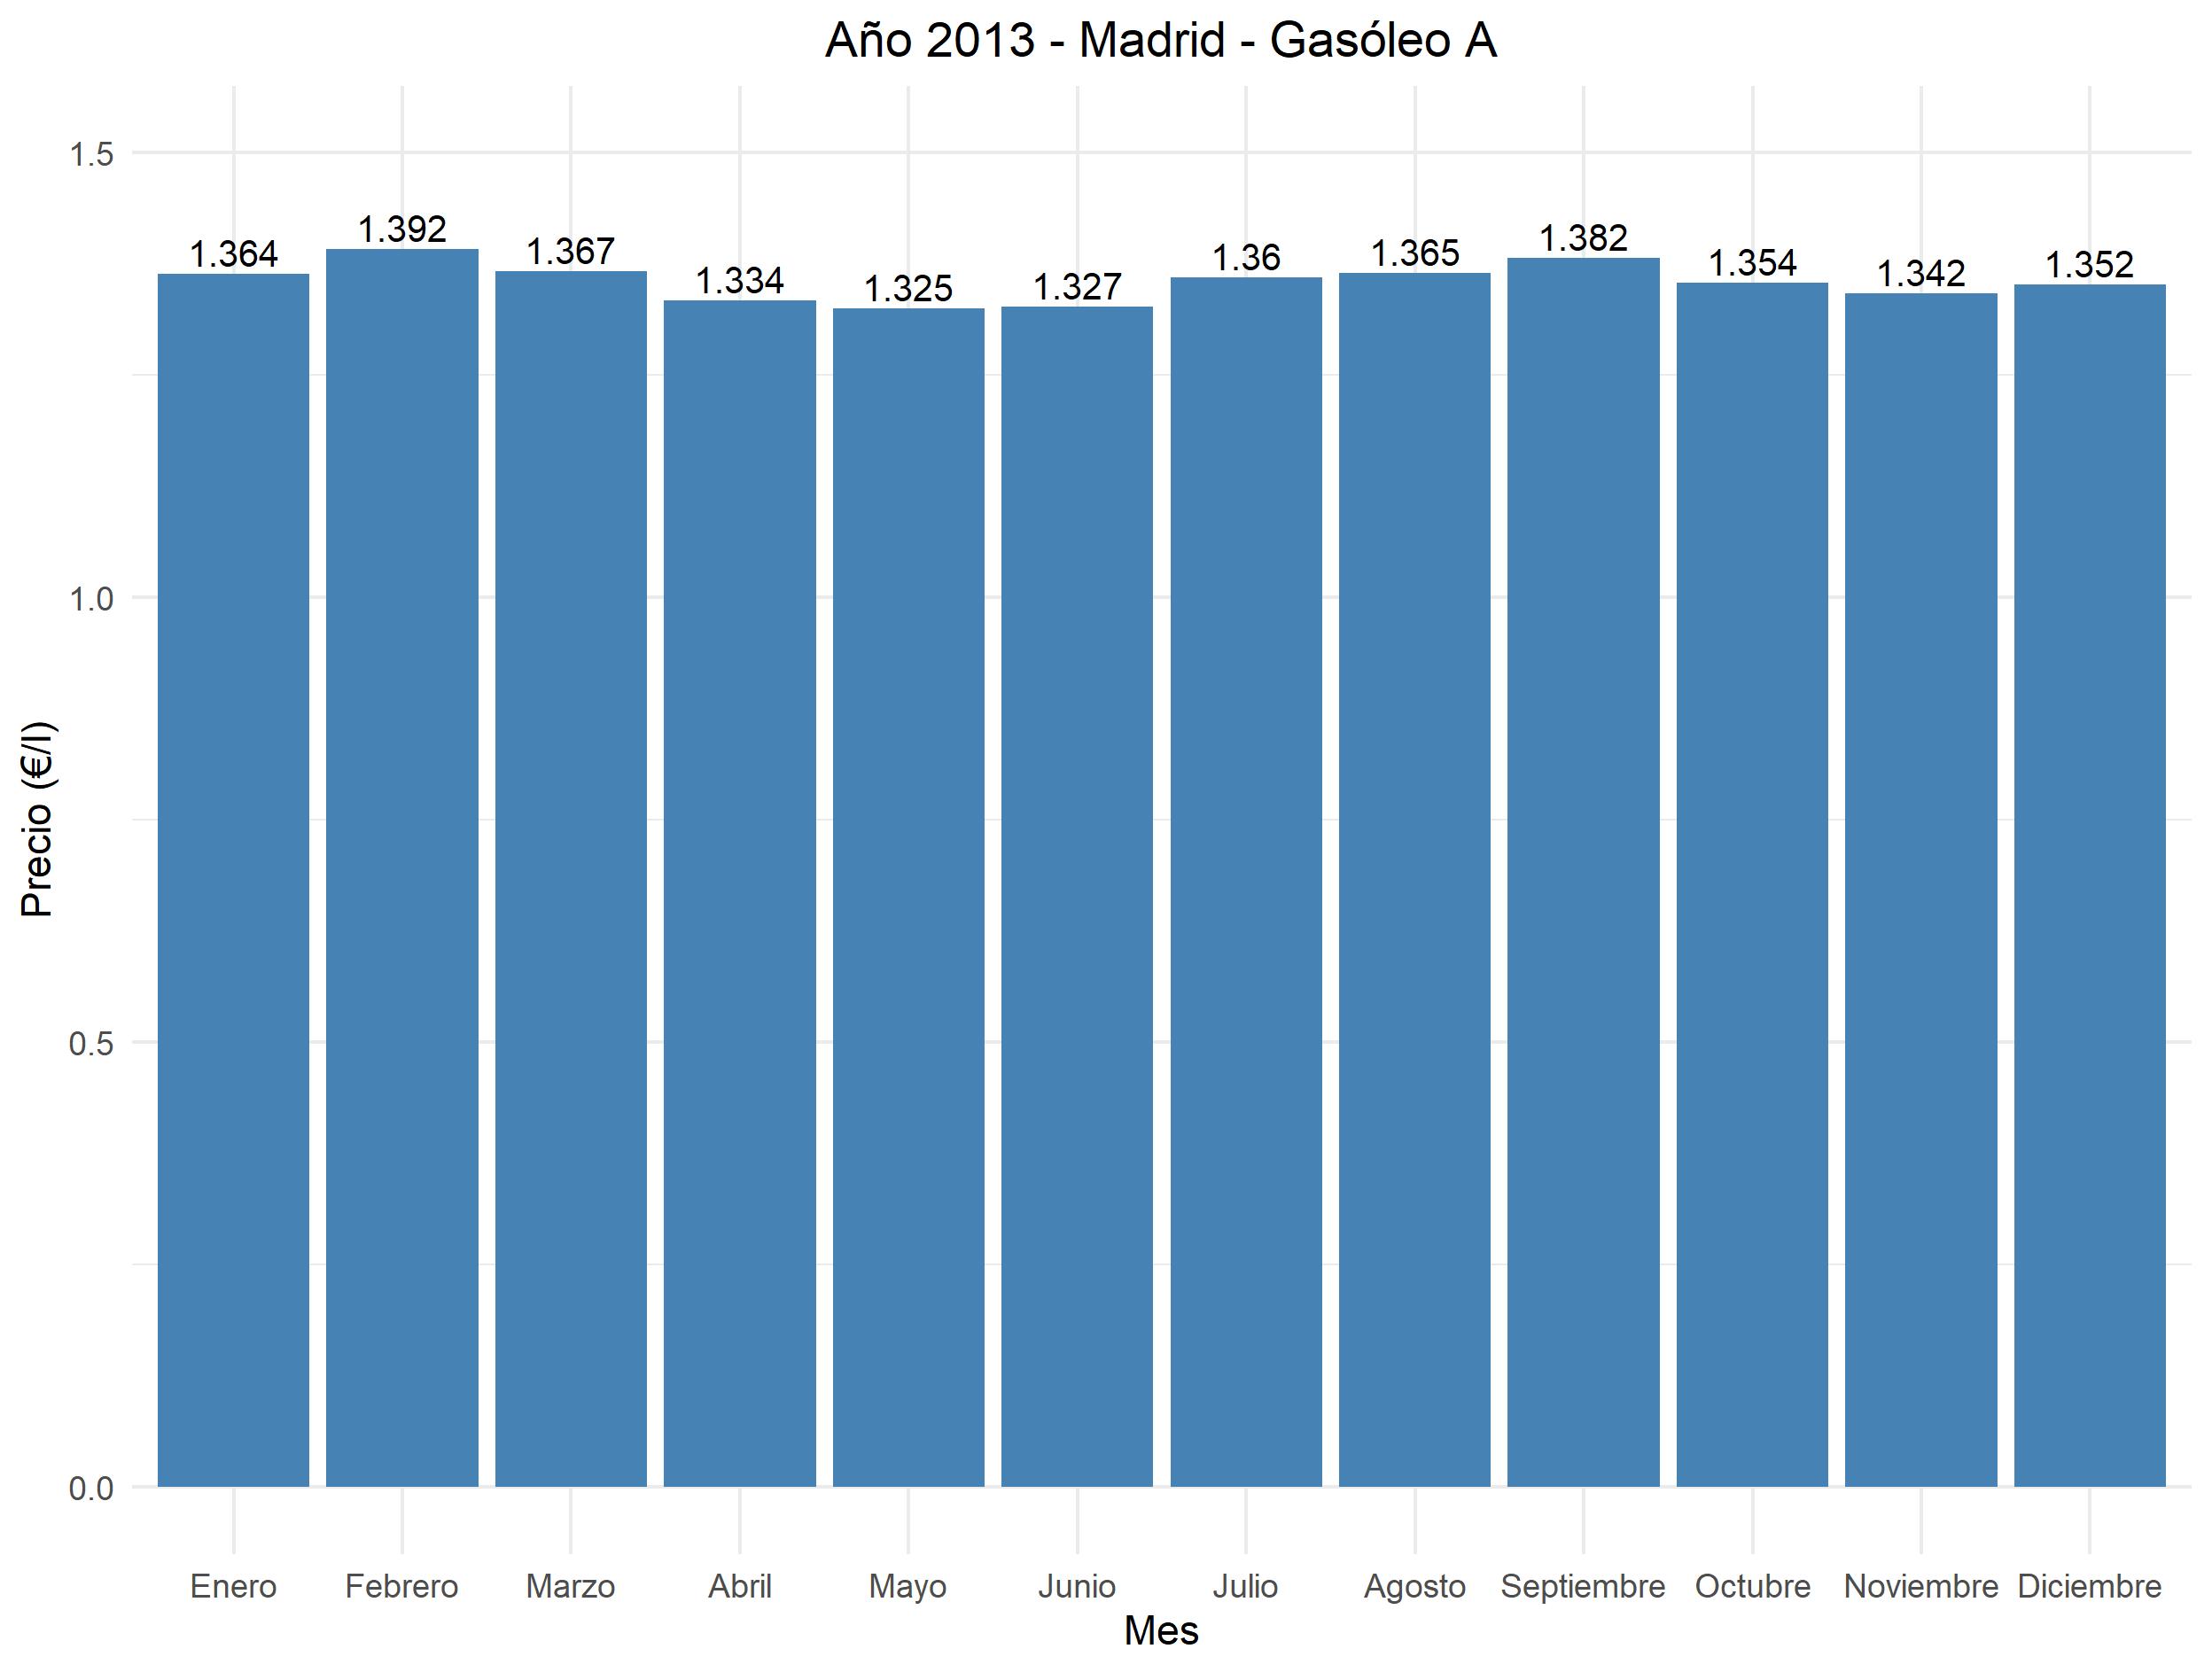 Año 2013 - Madrid - Gasóleo A
1.5
1.0
0.5
0.0
Precio (€/l)
1.364
1.392
1.367
1.334
1.325
1.327
1.36
1.365
1.382
1.354
1.342
1.352
Enero
Febrero
Marzo
Abril
Mayo
Junio
Julio
Agosto
Septiembre
Octubre
Noviembre
Diciembre
Mes